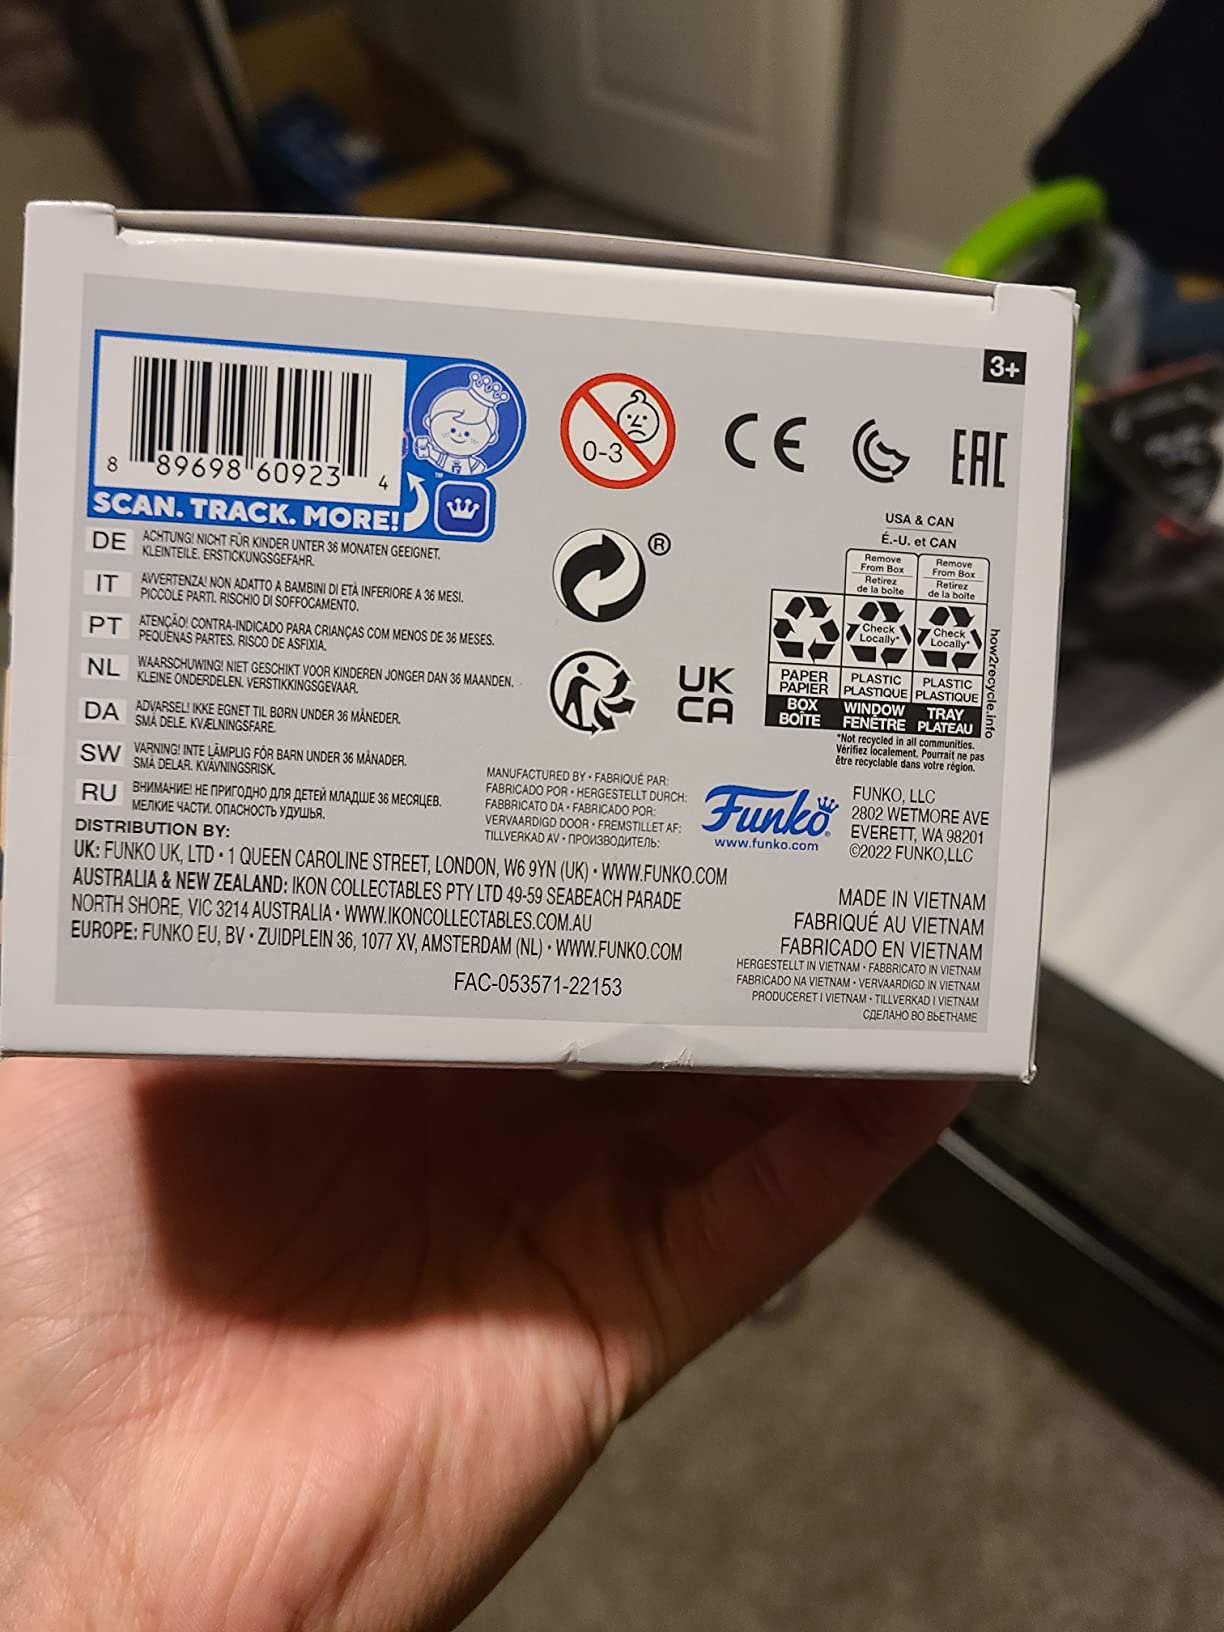 3+
8 89698 60923 4
SCAN. TRACK. MORE!
™
0-3
CE
EAC
®
UK
CA
USA & CAN
É.-U. et CAN
Remove
From Box
Retirez
de la boîte
Remove
From Box
Retirez
de la boîte
Check
Locally*
Check
Locally*
PAPER
PAPIER
PLASTIC
PLASTIQUE
PLASTIC
PLASTIQUE
BOX
BOÎTE
WINDOW
FENÊTRE
TRAY
PLATEAU
how2recycle.info
*Not recycled in all communities.
Vérifiez localement. Pourrait ne pas
être recyclable dans votre région.
DE ACHTUNG! NICHT FÜR KINDER UNTER 36 MONATEN GEEIGNET.
KLEINTEILE. ERSTICKUNGSGEFAHR.
IT AVVERTENZA! NON ADATTO A BAMBINI DI ETÀ INFERIORE A 36 MESI.
PICCOLE PARTI. RISCHIO DI SOFFOCAMENTO.
PT ATENÇÃO! CONTRA-INDICADO PARA CRIANÇAS COM MENOS DE 36 MESES.
PEQUENAS PARTES. RISCO DE ASFIXIA.
NL WAARSCHUWING! NIET GESCHIKT VOOR KINDEREN JONGER DAN 36 MAANDEN.
KLEINE ONDERDELEN. VERSTIKKINGSGEVAAR.
DA ADVARSEL! IKKE EGNET TIL BØRN UNDER 36 MÅNEDER.
SMÅ DELE. KVÆLNINGSFARE.
SW VARNING! INTE LÄMPLIG FÖR BARN UNDER 36 MÅNADER.
SMÅ DELAR. KVÄVNINGSRISK.
RU ВНИМАНИЕ! НЕ ПРИГОДНО ДЛЯ ДЕТЕЙ МЛАДШЕ 36 МЕСЯЦЕВ.
МЕЛКИЕ ЧАСТИ. ОПАСНОСТЬ УДУШЬЯ.
MANUFACTURED BY • FABRIQUÉ PAR:
FABRICADO POR • HERGESTELLT DURCH:
FABBRICATO DA • FABRICADO POR:
VERVAARDIGD DOOR • FREMSTILLET AF:
TILLVERKAD AV • ПРОИЗВОДИТЕЛЬ:
Funko®
www.funko.com
FUNKO, LLC
2802 WETMORE AVE
EVERETT, WA 98201
©2022 FUNKO,LLC
DISTRIBUTION BY:
UK: FUNKO UK, LTD • 1 QUEEN CAROLINE STREET, LONDON, W6 9YN (UK) • WWW.FUNKO.COM
AUSTRALIA & NEW ZEALAND: IKON COLLECTABLES PTY LTD 49-59 SEABEACH PARADE
NORTH SHORE, VIC 3214 AUSTRALIA • WWW.IKONCOLLECTABLES.COM.AU
EUROPE: FUNKO EU, BV • ZUIDPLEIN 36, 1077 XV, AMSTERDAM (NL) • WWW.FUNKO.COM
FAC-053571-22153
MADE IN VIETNAM
FABRIQUÉ AU VIETNAM
FABRICADO EN VIETNAM
HERGESTELLT IN VIETNAM • FABBRICATO IN VIETNAM
FABRICADO NA VIETNAM • VERVAARDIGD IN VIETNAM
PRODUCERET I VIETNAM • TILLVERKAD I VIETNAM
СДЕЛАНО ВО ВЬЕТНАМЕ